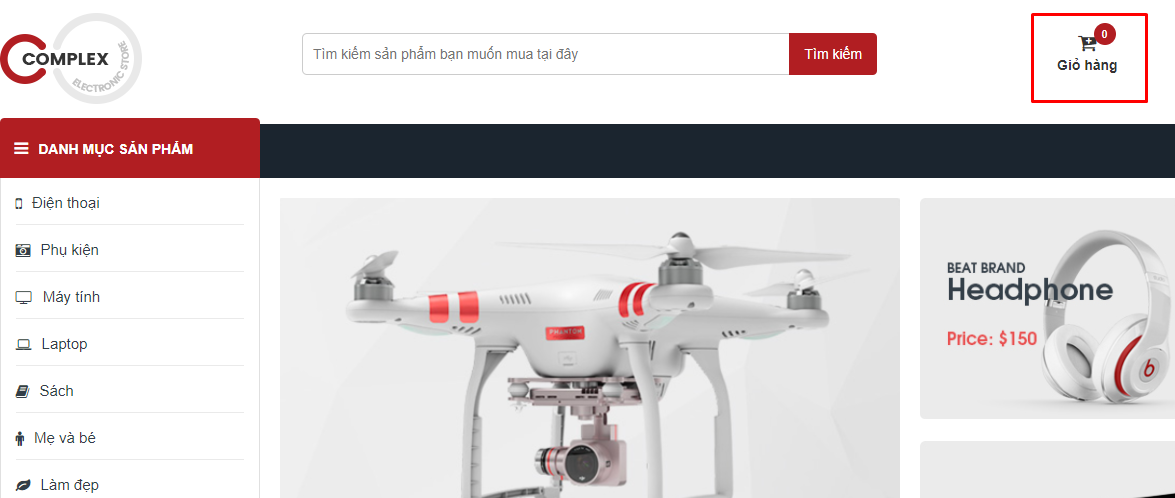 COMPLEX
ELECTRONIC STORE
Tìm kiếm sản phẩm bạn muốn mua tại đây
Tìm kiếm
0
Giỏ hàng
DANH MỤC SẢN PHẨM
Điện thoại
Phụ kiện
Máy tính
Laptop
Sách
Mẹ và bé
Làm đẹp
PHANTOM
BEAT BRAND
Headphone
Price: $150
b